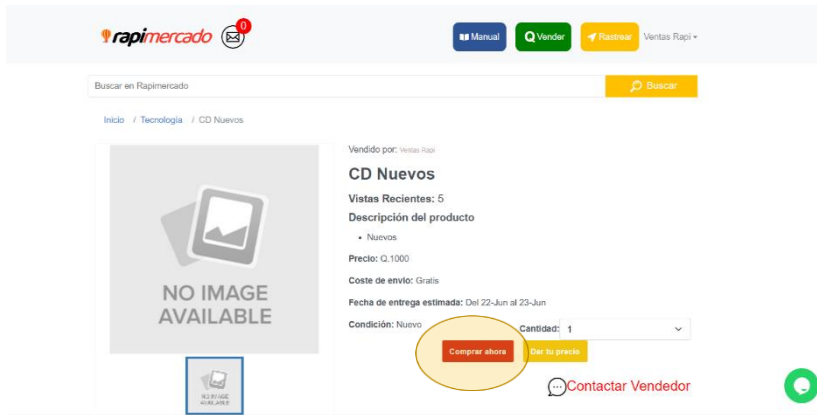 rapimercado
0
Manual
Vender
Rastrear
Ventas Rapi
Buscar en Rapimercado
Buscar
Inicio / Tecnología / CD Nuevos
Vendido por: Ventas Rapi
CD Nuevos
Vistas Recientes: 5
Descripción del producto
• Nuevos
Precio: Q.1000
Coste de envío: Gratis
Fecha de entrega estimada: Del 22-Jun al 23-Jun
Condición: Nuevo
Cantidad: 1
Comprar ahora
Dar tu precio
Contactar Vendedor
NO IMAGE
AVAILABLE
NO IMAGE
AVAILABLE